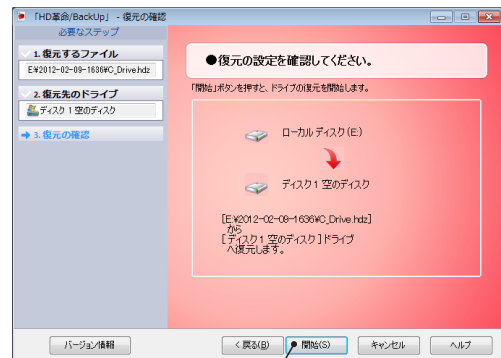 「HD革命/BackUp」 - 復元の確認
必要なステップ
1. 復元するファイル
E:¥2012-02-09-1636¥C_Drive.hdz
2. 復元先のドライブ
ディスク 1 空のディスク
3. 復元の確認
●復元の設定を確認してください。
「開始」ボタンを押すと、ドライブの復元を開始します。
ローカル ディスク (E:)
ディスク1 空のディスク
[E:¥2012-02-09-1636¥C_Drive.hdz]
から
[ ディスク1 空のディスク ]ドライブ
へ復元します。
バージョン情報
< 戻る(B)
開始(S)
キャンセル
ヘルプ